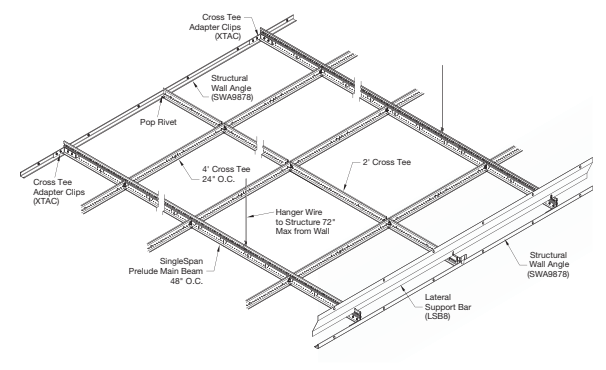 Cross Tee
Adapter Clips
(XTAC)
Structural
Wall Angle
(SWA9878)
Pop Rivet
Cross Tee
Adapter Clips
(XTAC)
4' Cross Tee
24" O.C.
2' Cross Tee
Hanger Wire
to Structure 72"
Max from Wall
SingleSpan
Prelude Main Beam
48" O.C.
Structural
Wall Angle
(SWA9878)
Lateral
Support Bar
(LSB8)